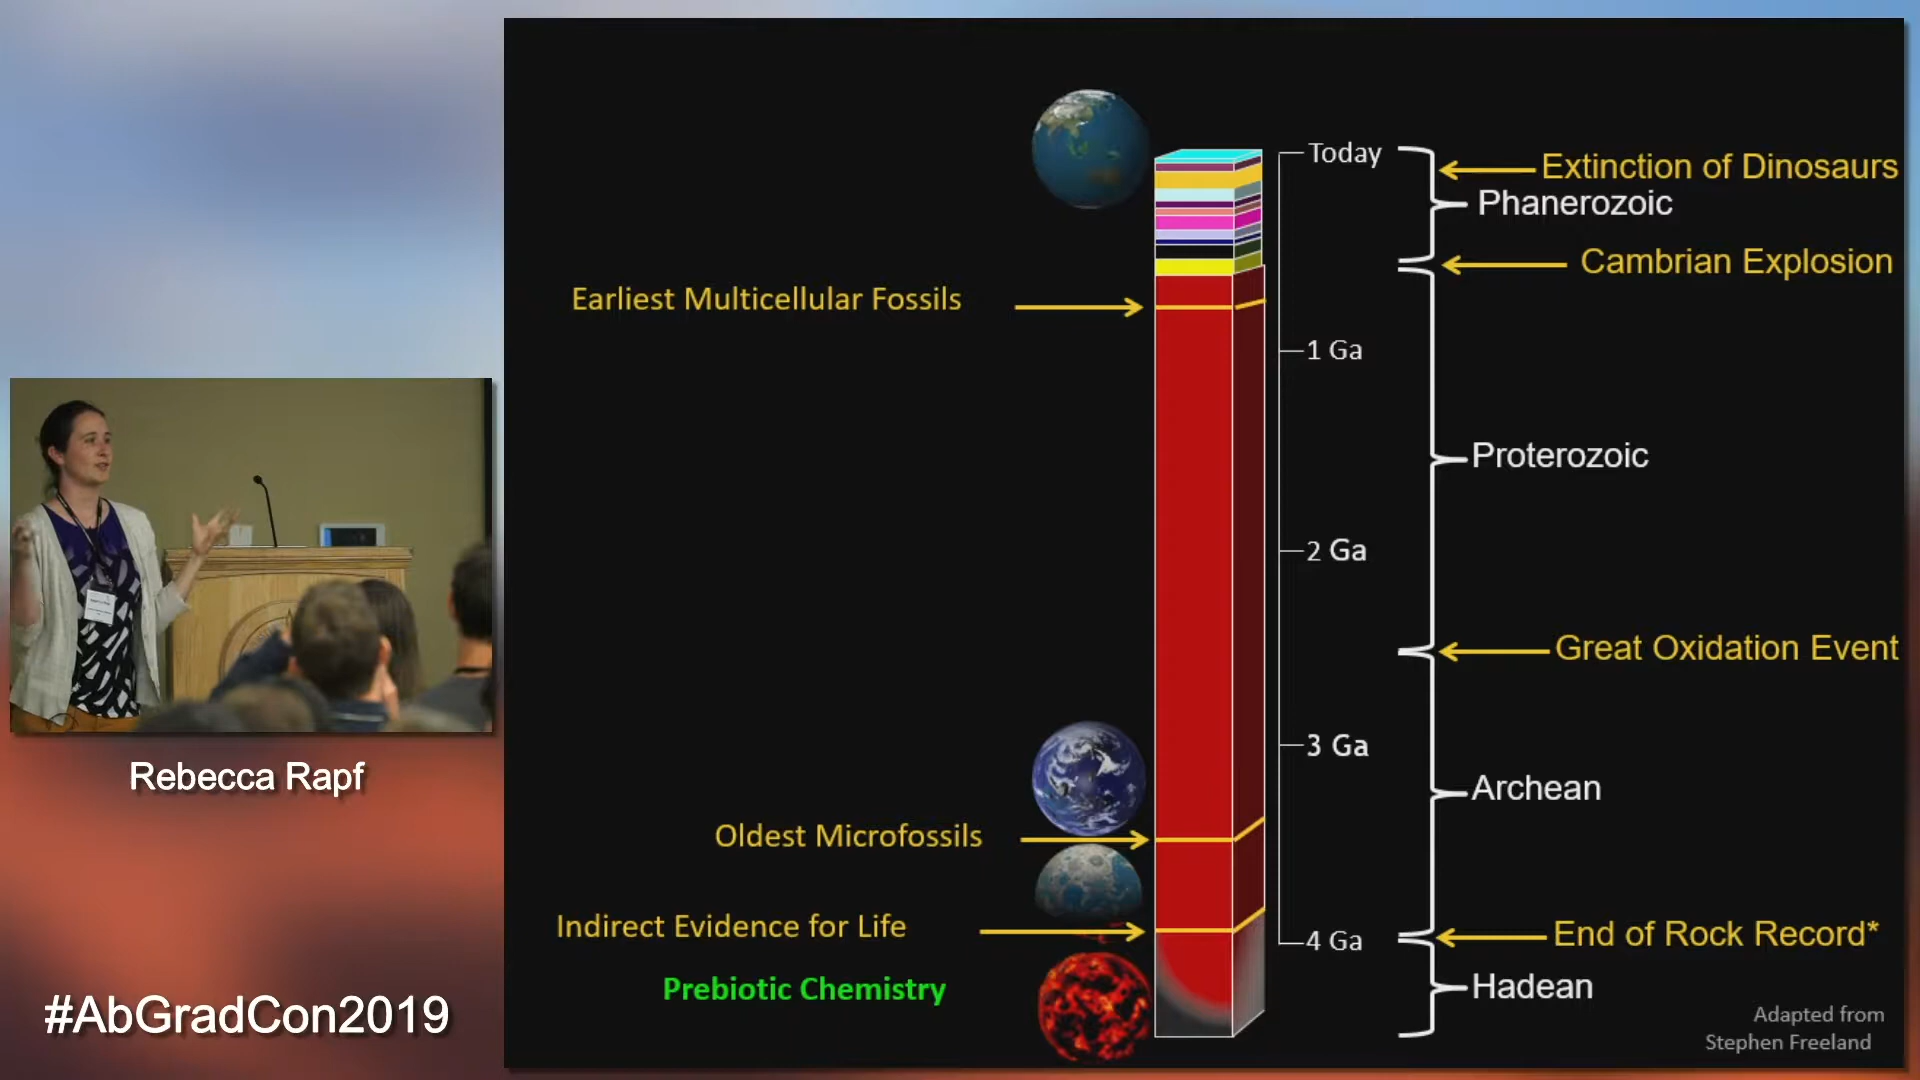 Today
Extinction of Dinosaurs
Phanerozoic
Cambrian Explosion
Earliest Multicellular Fossils
1 Ga
Proterozoic
2 Ga
Great Oxidation Event
3 Ga
Rebecca Rapf
Archean
Oldest Microfossils
Indirect Evidence for Life
End of Rock Record*
4 Ga
Prebiotic Chemistry
Hadean
#AbGradCon2019
Adapted from
Stephen Freeland